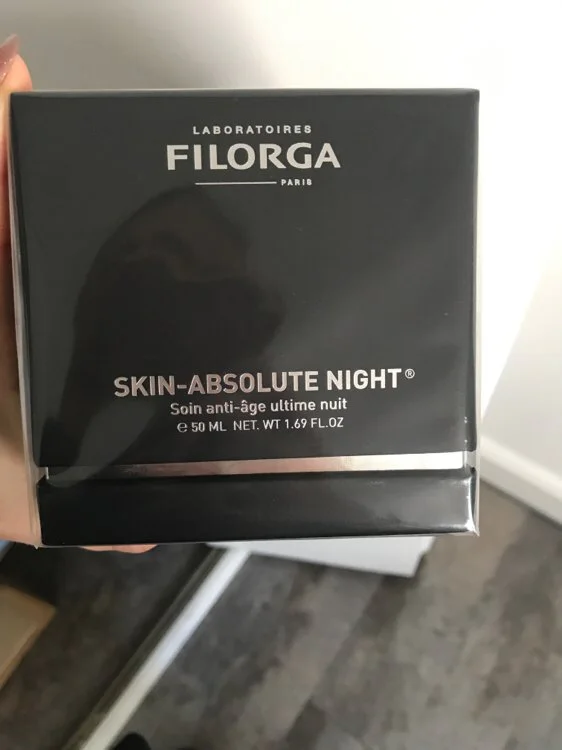 LABORATOIRES
FILORGA
PARIS
SKIN-ABSOLUTE NIGHT®
Soin anti-âge ultime nuit
℮ 50 ML NET. WT 1.69 FL.OZ